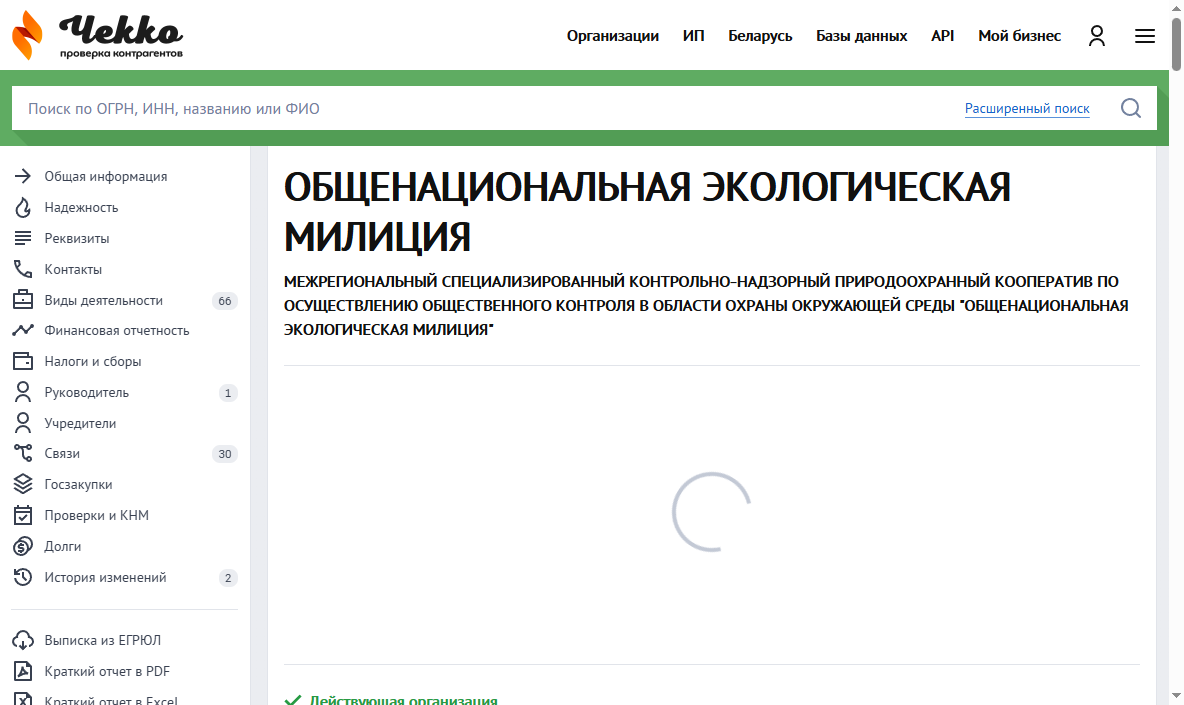 Чекко
проверка контрагентов
Организации
ИП
Беларусь
Базы данных
API
Мой бизнес
Поиск по ОГРН, ИНН, названию или ФИО
Расширенный поиск
Общая информация
Надежность
Реквизиты
Контакты
Виды деятельности 66
Финансовая отчетность
Налоги и сборы
Руководитель 1
Учредители
Связи 30
Госзакупки
Проверки и КНМ
Долги
История изменений 2
Выписка из ЕГРЮЛ
Краткий отчет в PDF
Краткий отчет в Excel
ОБЩЕНАЦИОНАЛЬНАЯ ЭКОЛОГИЧЕСКАЯ
МИЛИЦИЯ
МЕЖРЕГИОНАЛЬНЫЙ СПЕЦИАЛИЗИРОВАННЫЙ КОНТРОЛЬНО-НАДЗОРНЫЙ ПРИРОДООХРАННЫЙ КООПЕРАТИВ ПО
ОСУЩЕСТВЛЕНИЮ ОБЩЕСТВЕННОГО КОНТРОЛЯ В ОБЛАСТИ ОХРАНЫ ОКРУЖАЮЩЕЙ СРЕДЫ "ОБЩЕНАЦИОНАЛЬНАЯ
ЭКОЛОГИЧЕСКАЯ МИЛИЦИЯ"
Действующая организация